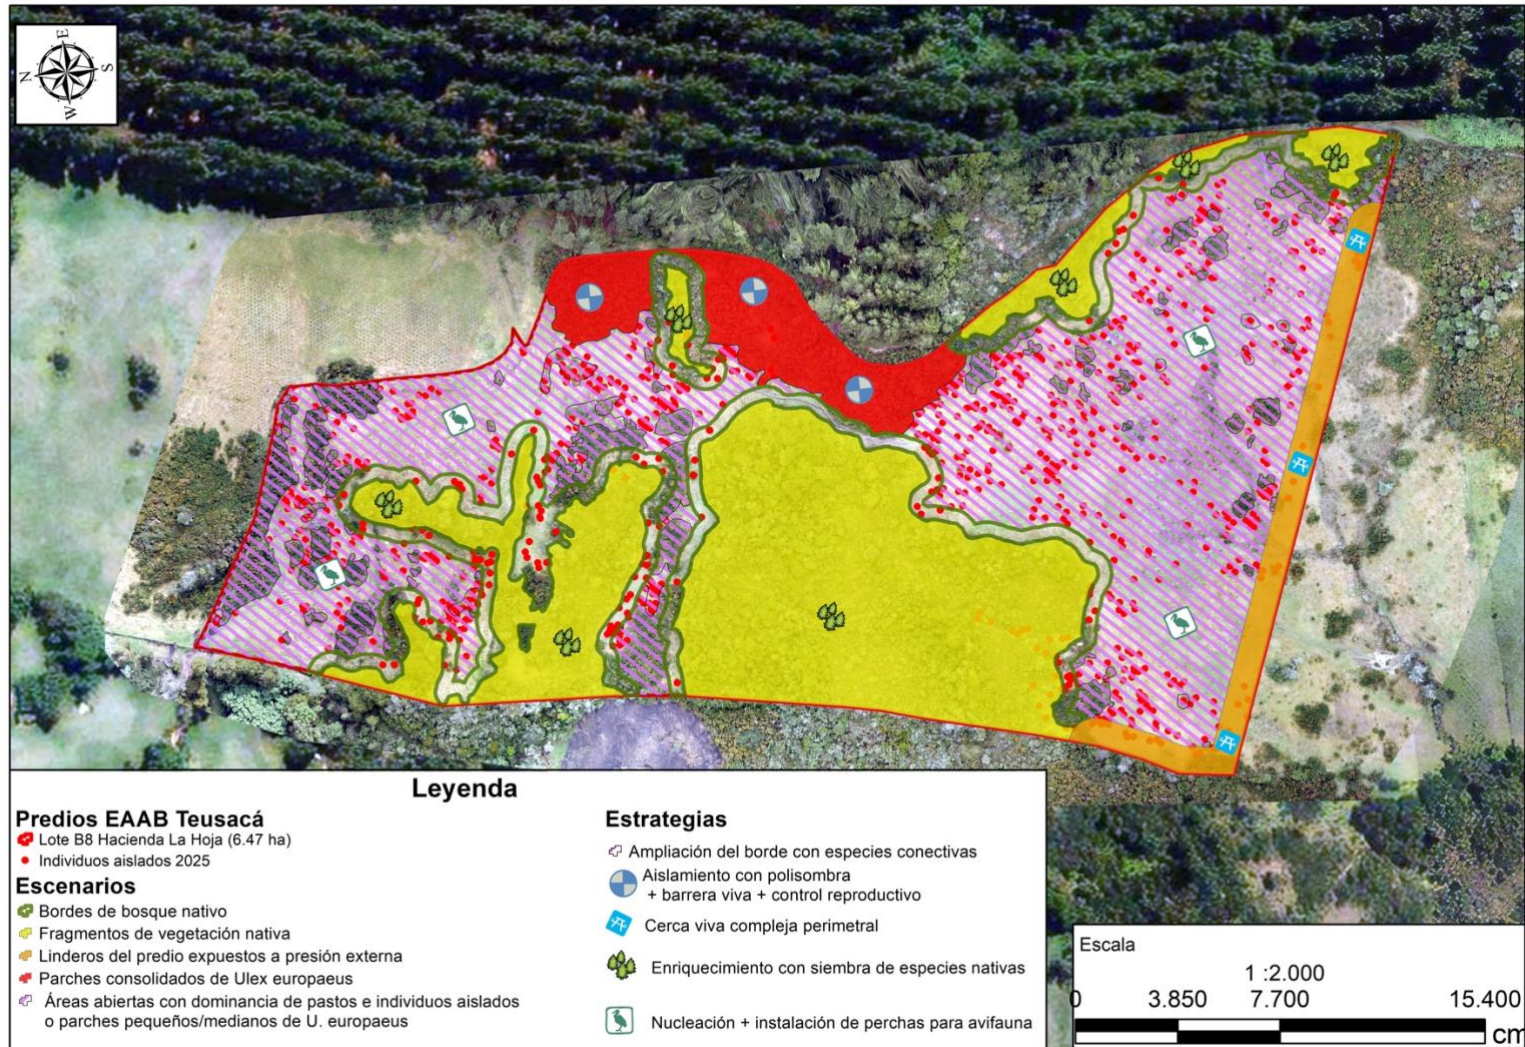 E
N
S
W
Leyenda
Predios EAAB Teusacá
Lote B8 Hacienda La Hoja (6.47 ha)
Individuos aislados 2025
Escenarios
Bordes de bosque nativo
Fragmentos de vegetación nativa
Linderos del predio expuestos a presión externa
Parches consolidados de Ulex europaeus
Áreas abiertas con dominancia de pastos e individuos aislados
o parches pequeños/medianos de U. europaeus
Estrategias
Ampliación del borde con especies conectivas
Aislamiento con polisombra
+ barrera viva + control reproductivo
Cerca viva compleja perimetral
Enriquecimiento con siembra de especies nativas
Nucleación + instalación de perchas para avifauna
Escala
1 :2.000
0 3.850 7.700 15.400
cm